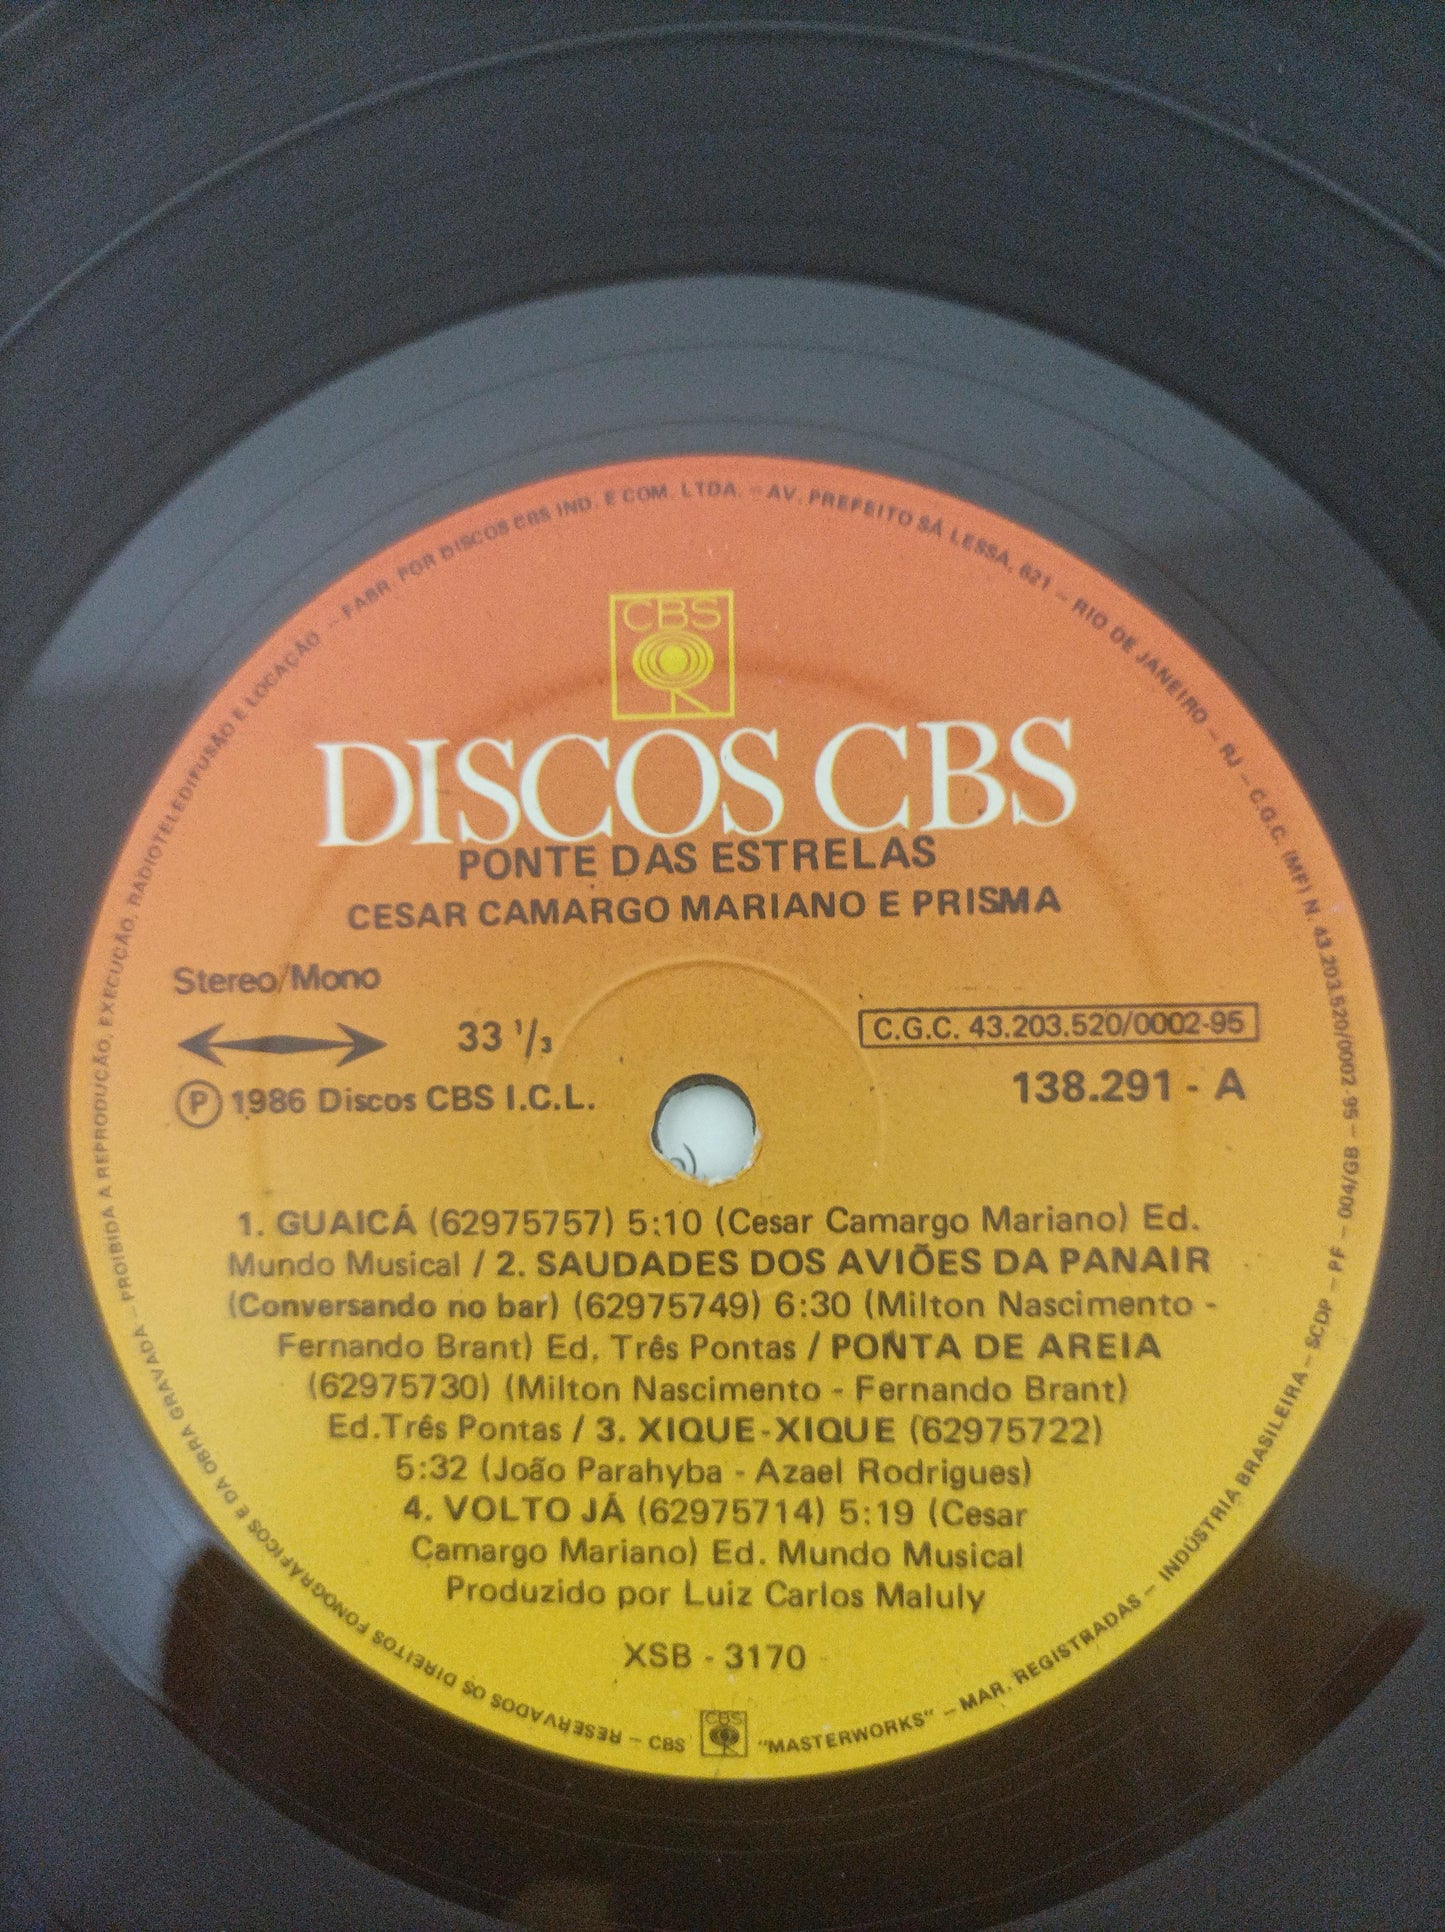 CBS
DISCOS CBS
PONTE DAS ESTRELAS
CESAR CAMARGO MARIANO E PRISMA
Stereo/Mono
33 1/3
C.G.C. 43.203.520/0002-95
Ⓟ 1986 Discos CBS I.C.L.
138.291 - A
1. GUAICÁ (62975757) 5:10 (Cesar Camargo Mariano) Ed.
Mundo Musical / 2. SAUDADES DOS AVIÕES DA PANAIR
(Conversando no bar) (62975749) 6:30 (Milton Nascimento -
Fernando Brant) Ed. Três Pontas / PONTA DE AREIA
(62975730) (Milton Nascimento - Fernando Brant)
Ed.Três Pontas / 3. XIQUE-XIQUE (62975722)
5:32 (João Parahyba - Azael Rodrigues)
4. VOLTO JÁ (62975714) 5:19 (Cesar
Camargo Mariano) Ed. Mundo Musical
Produzido por Luiz Carlos Maluly
XSB - 3170
CBS
"MASTERWORKS" – MAR. REGISTRADAS – INDÚSTRIA BRASILEIRA – SCDP – PF – 004/GB
RESERVADOS OS DIREITOS FONOGRÁFICOS E DA OBRA GRAVADA – PROIBIDA A REPRODUÇÃO, EXECUÇÃO, RADIOTELEDIFUSÃO E LOCAÇÃO – FABR. POR DISCOS CBS IND. E COM. LTDA. – AV. PREFEITO SÁ LESSA, 621 – RIO DE JANEIRO – RJ – C.G.C. (MF) N. 43.203.520/0002-95 –
– CBS